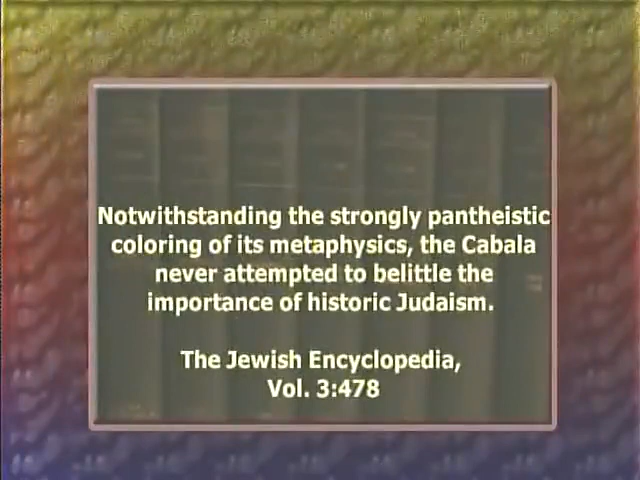 Notwithstanding the strongly pantheistic
coloring of its metaphysics, the Cabala
never attempted to belittle the
importance of historic Judaism.
The Jewish Encyclopedia,
Vol. 3:478